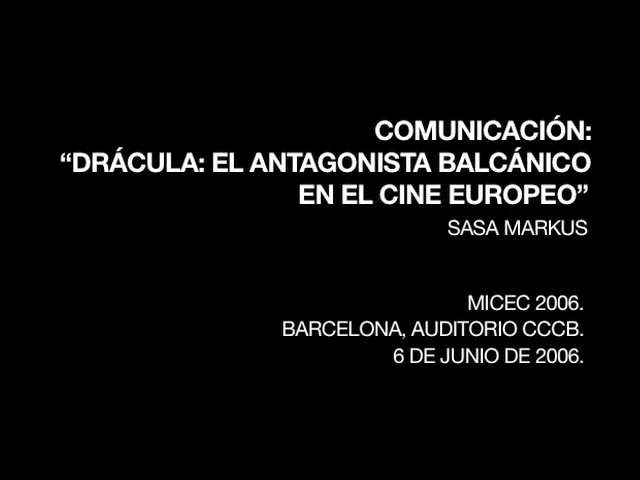 COMUNICACIÓN:
“DRÁCULA: EL ANTAGONISTA BALCÁNICO
EN EL CINE EUROPEO”
SASA MARKUS
MICEC 2006.
BARCELONA, AUDITORIO CCCB.
6 DE JUNIO DE 2006.